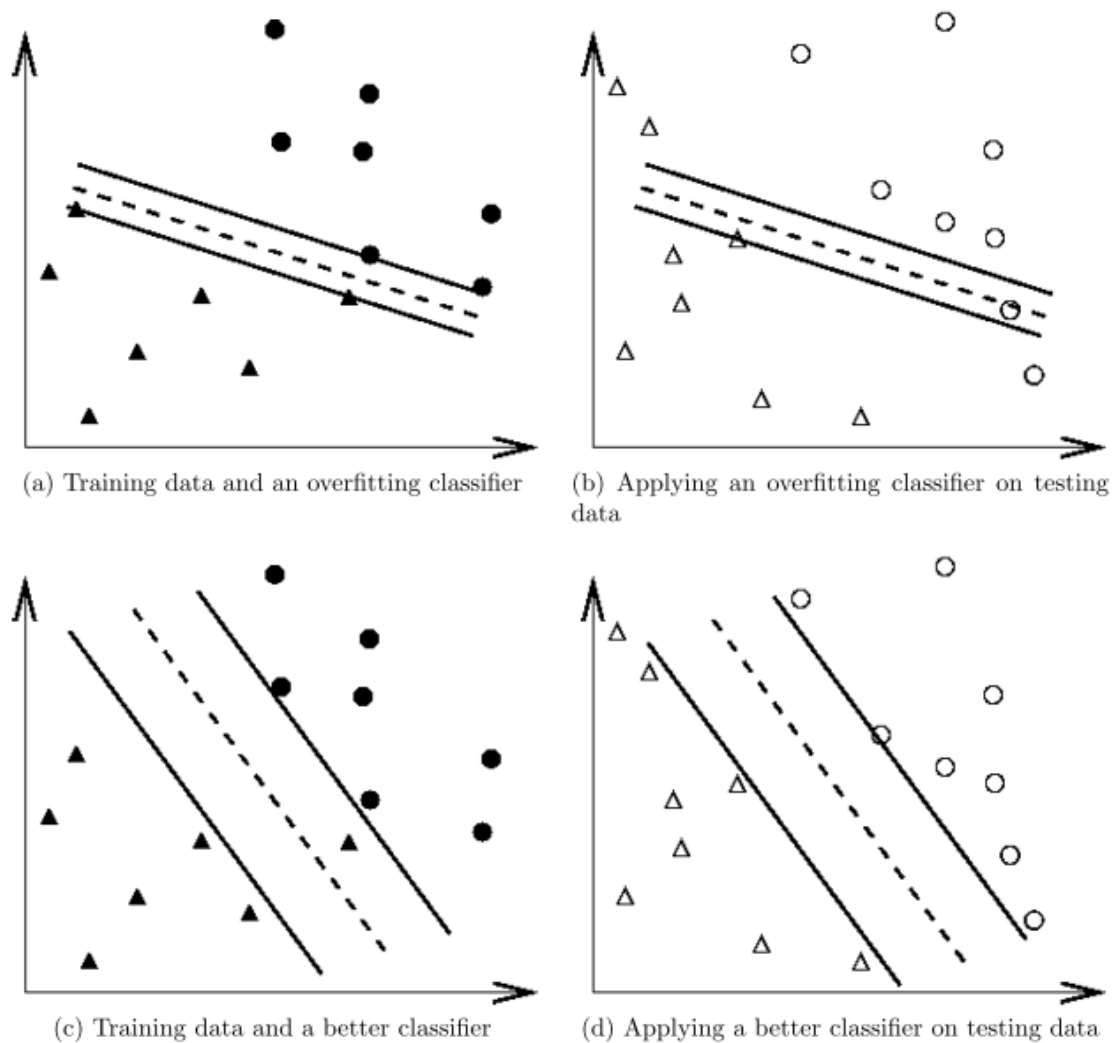 (a) Training data and an overfitting classifier
(b) Applying an overfitting classifier on testing
data
(c) Training data and a better classifier
(d) Applying a better classifier on testing data